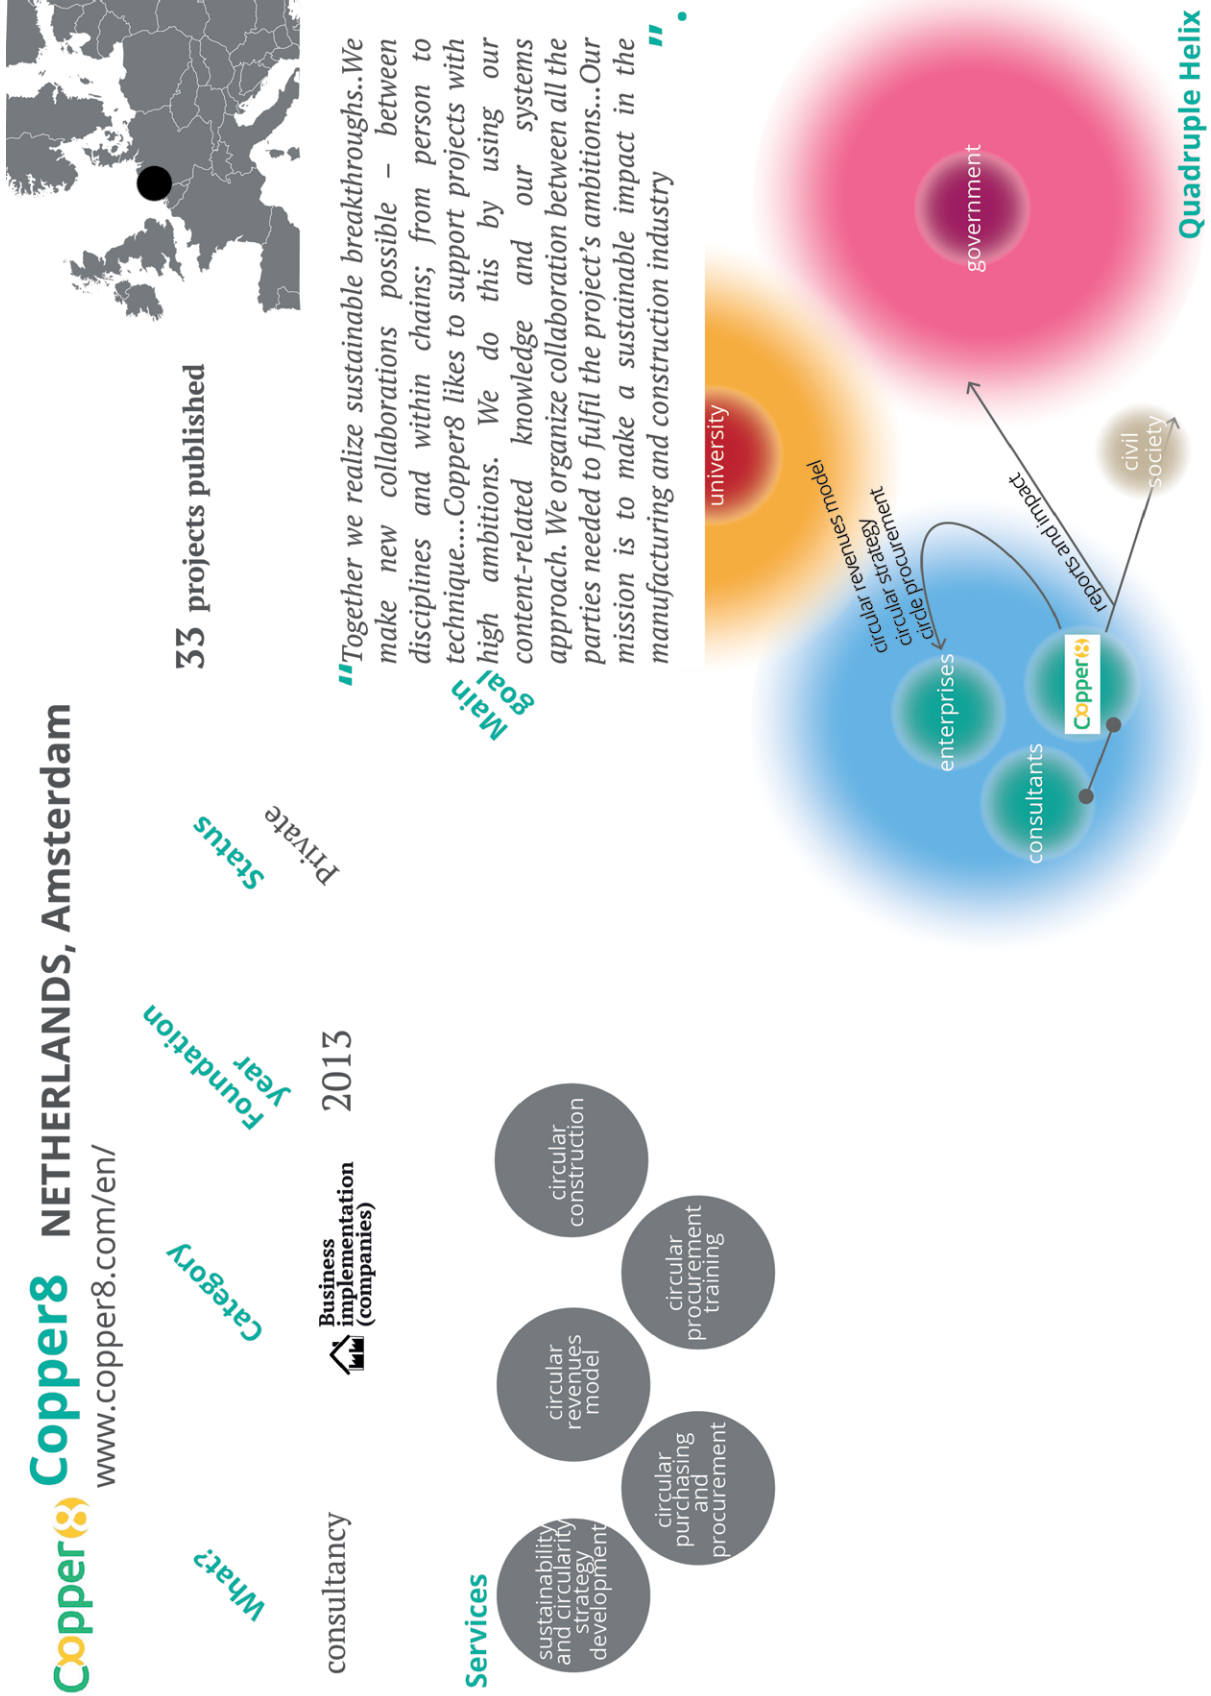 Copper8 Copper8 NETHERLANDS, Amsterdam
www.copper8.com/en/
What?
consultancy
Category
Business
implementation
(companies)
Foundation
year
2013
Status
Private
33 projects published
Main
goal
"Together we realize sustainable breakthroughs..We
make new collaborations possible – between
disciplines and within chains; from person to
technique....Copper8 likes to support projects with
high ambitions. We do this by using our
content-related knowledge and our systems
approach. We organize collaboration between all the
parties needed to fulfil the project's ambitions...Our
mission is to make a sustainable impact in the
manufacturing and construction industry ".
Services
sustainability
and circularity
strategy
development
circular
purchasing
and
procurement
circular
revenues
model
circular
procurement
training
circular
construction
university
circular revenues model
circular strategy
circle procurement
enterprises
consultants
Copper8
reports and impact
government
civil
society
Quadruple Helix